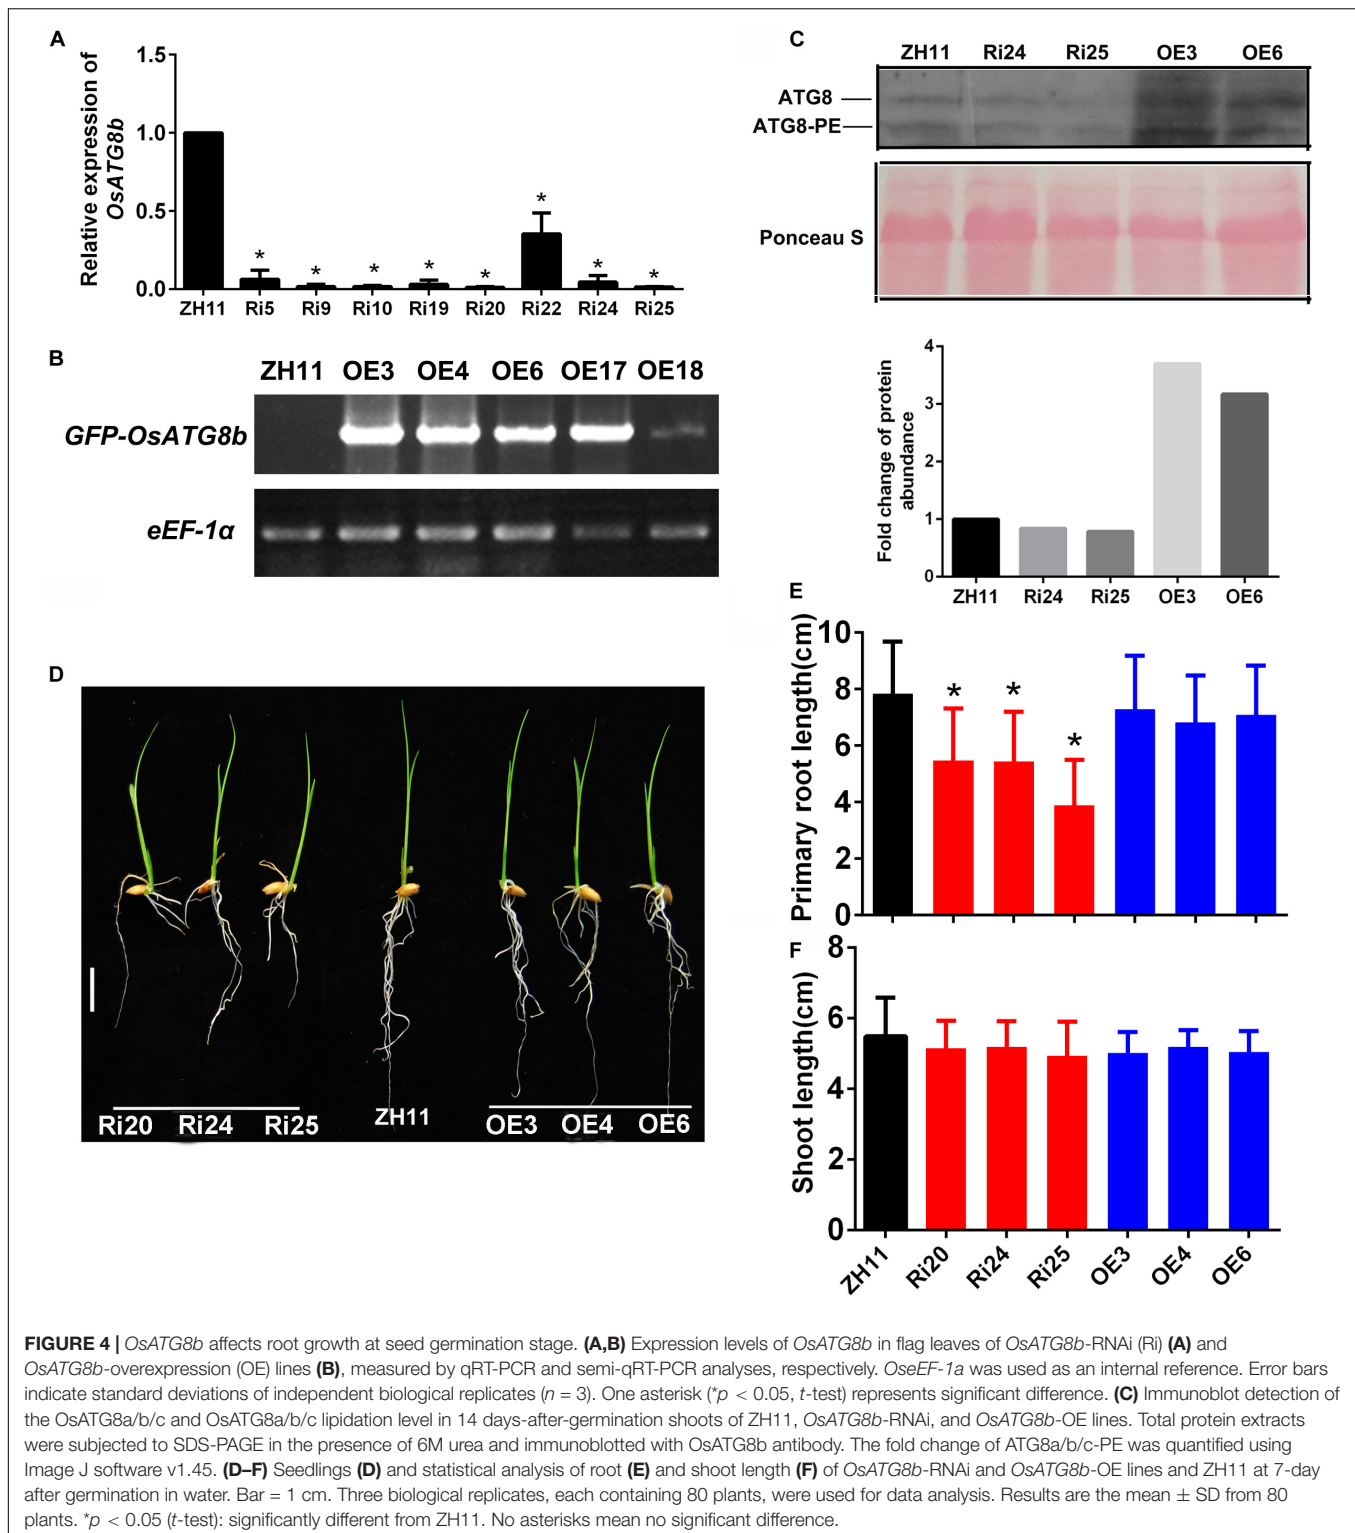 A
Relative expression of
OsATG8b
1.5
1.0
0.5
0.0
* * * * * * * *
ZH11 Ri5 Ri9 Ri10 Ri19 Ri20 Ri22 Ri24 Ri25
B
ZH11 OE3 OE4 OE6 OE17 OE18
GFP-OsATG8b
eEF-1α
C
ZH11 Ri24 Ri25 OE3 OE6
ATG8
ATG8-PE
Ponceau S
Fold change of protein
abundance
4
3
2
1
0
ZH11 Ri24 Ri25 OE3 OE6
D
Ri20 Ri24 Ri25 ZH11 OE3 OE4 OE6
E
Primary root length(cm)
10
8
6
4
2
0
* * *
F
Shoot length(cm)
8
6
4
2
0
ZH11 Ri20 Ri24 Ri25 OE3 OE4 OE6
FIGURE 4 | OsATG8b affects root growth at seed germination stage. (A,B) Expression levels of OsATG8b in flag leaves of OsATG8b-RNAi (Ri) (A) and
OsATG8b-overexpression (OE) lines (B), measured by qRT-PCR and semi-qRT-PCR analyses, respectively. OseEF-1a was used as an internal reference. Error bars
indicate standard deviations of independent biological replicates (n = 3). One asterisk (*p < 0.05, t-test) represents significant difference. (C) Immunoblot detection of
the OsATG8a/b/c and OsATG8a/b/c lipidation level in 14 days-after-germination shoots of ZH11, OsATG8b-RNAi, and OsATG8b-OE lines. Total protein extracts
were subjected to SDS-PAGE in the presence of 6M urea and immunoblotted with OsATG8b antibody. The fold change of ATG8a/b/c-PE was quantified using
Image J software v1.45. (D–F) Seedlings (D) and statistical analysis of root (E) and shoot length (F) of OsATG8b-RNAi and OsATG8b-OE lines and ZH11 at 7-day
after germination in water. Bar = 1 cm. Three biological replicates, each containing 80 plants, were used for data analysis. Results are the mean ± SD from 80
plants. *p < 0.05 (t-test): significantly different from ZH11. No asterisks mean no significant difference.